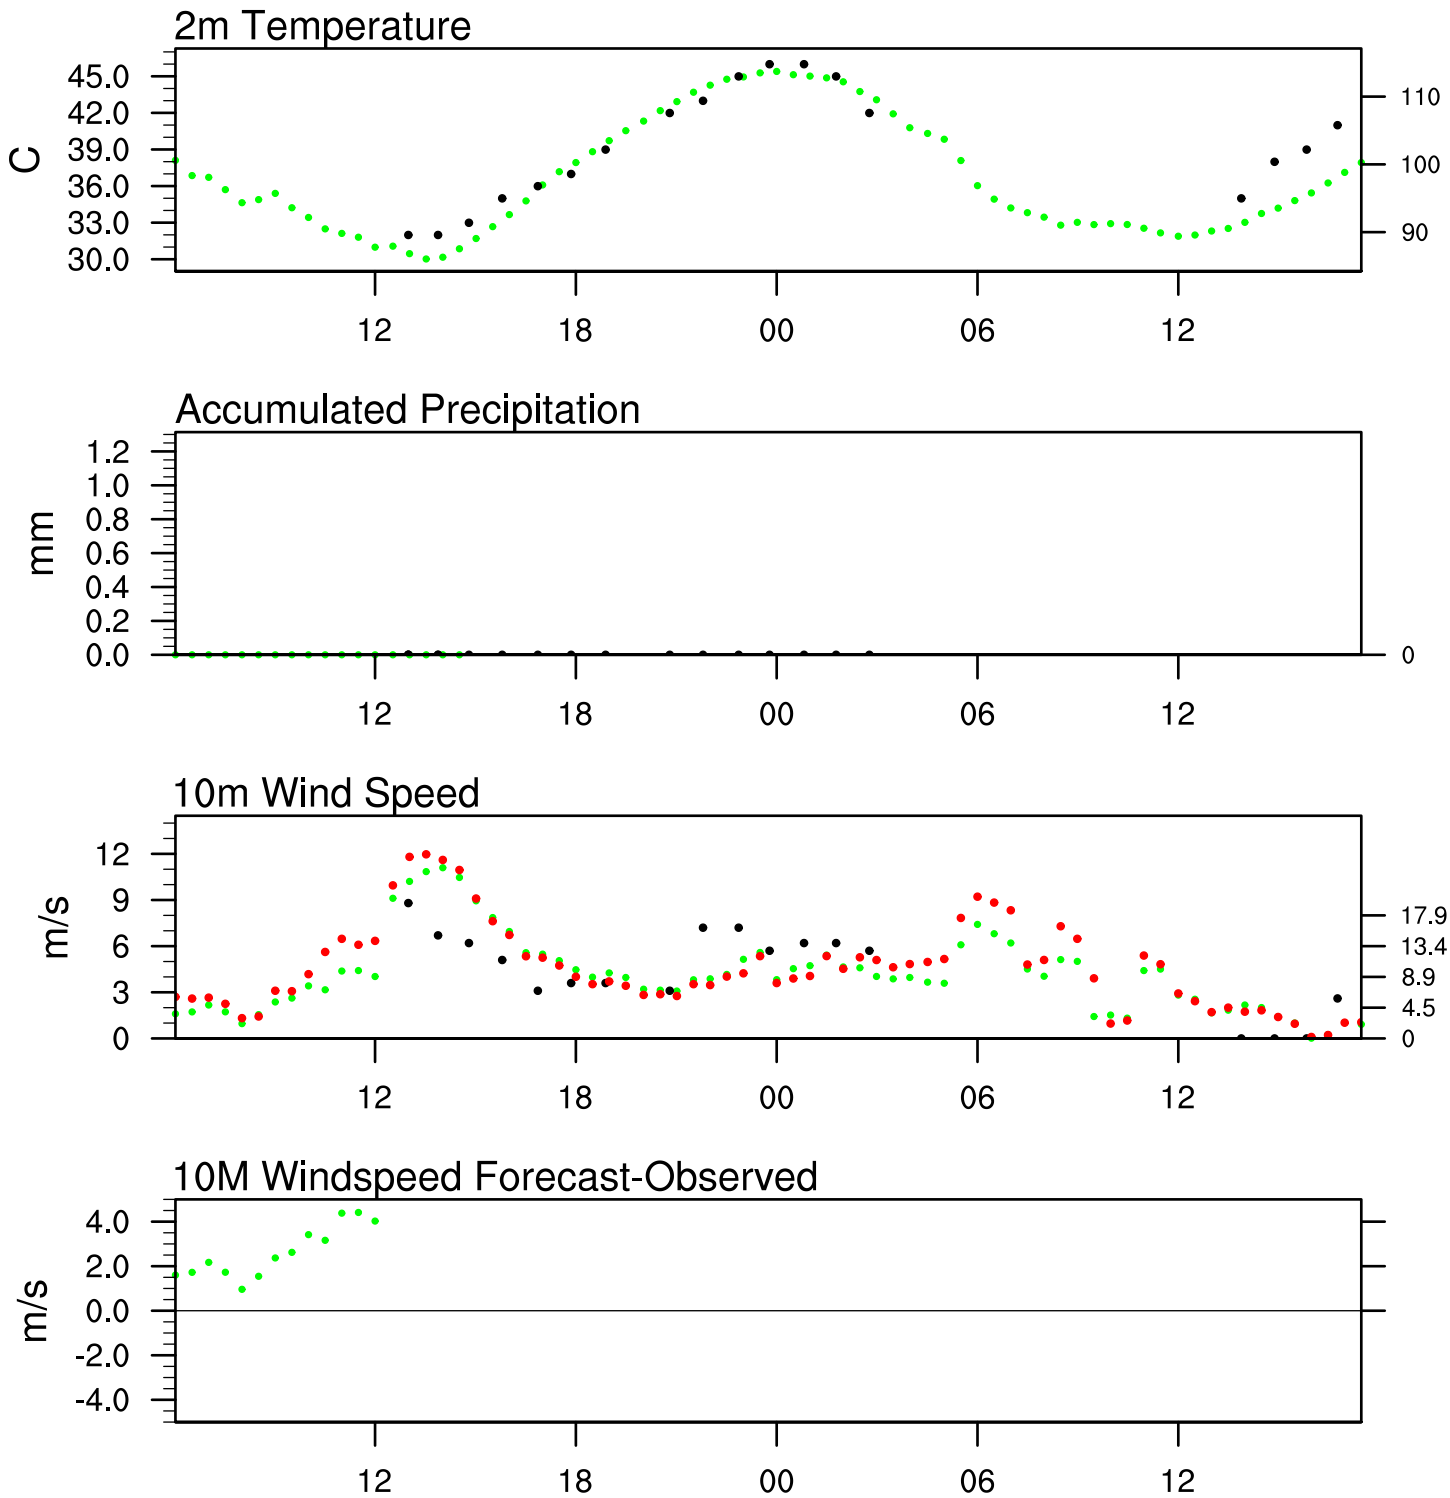 2m Temperature
45.0
42.0
39.0
36.0
33.0
30.0
C
110
100
90
12 18 00 06 12
Accumulated Precipitation
1.2
1.0
0.8
0.6
0.4
0.2
0.0
mm
0
12 18 00 06 12
10m Wind Speed
12
9
6
3
0
m/s
17.9
13.4
8.9
4.5
0
12 18 00 06 12
10M Windspeed Forecast-Observed
4.0
2.0
0.0
-2.0
-4.0
m/s
12 18 00 06 12